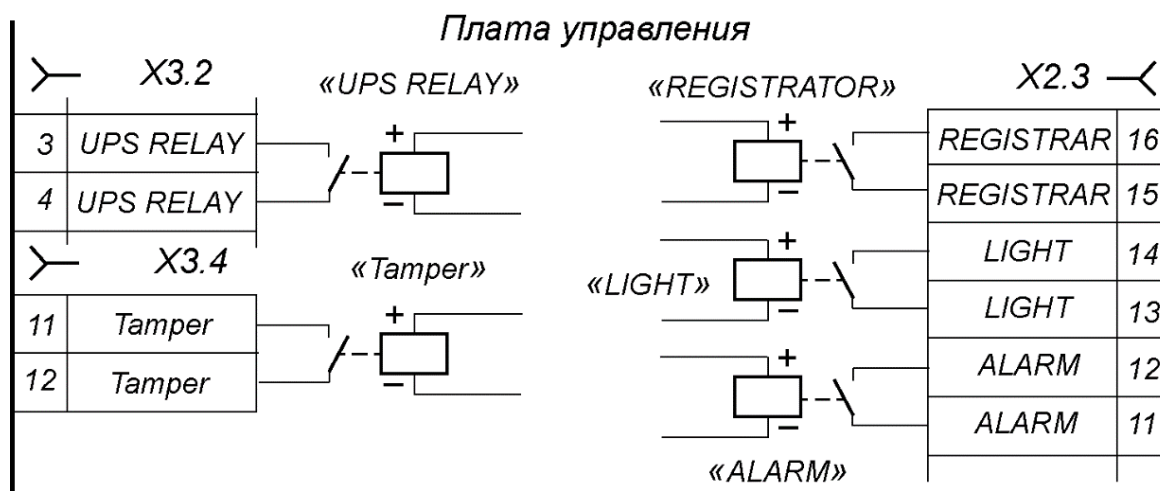 Плата управления
X3.2
«UPS RELAY»
«REGISTRATOR»
X2.3
3 UPS RELAY
4 UPS RELAY
+
−
+
−
REGISTRAR 16
REGISTRAR 15
X3.4
«Tamper»
«LIGHT»
+
−
LIGHT 14
LIGHT 13
11 Tamper
12 Tamper
+
−
+
−
ALARM 12
ALARM 11
«ALARM»